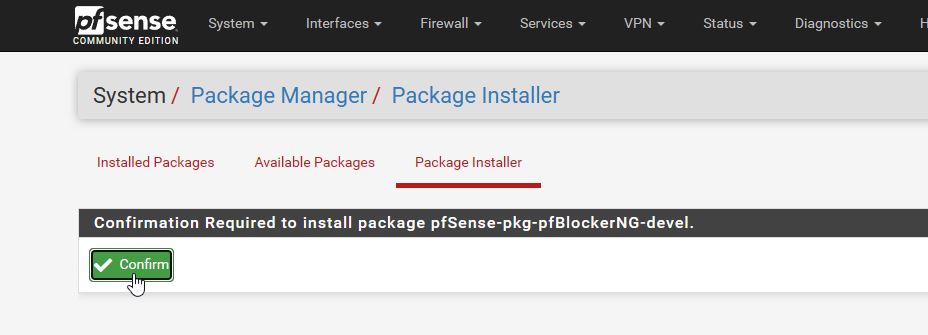 pfsense
COMMUNITY EDITION
System Interfaces Firewall Services VPN Status Diagnostics H
System / Package Manager / Package Installer
Installed Packages Available Packages Package Installer
Confirmation Required to install package pfSense-pkg-pfBlockerNG-devel.
Confirm